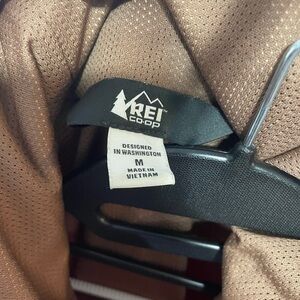 REI
CO·OP
DESIGNED
IN WASHINGTON
M
MADE IN
VIETNAM